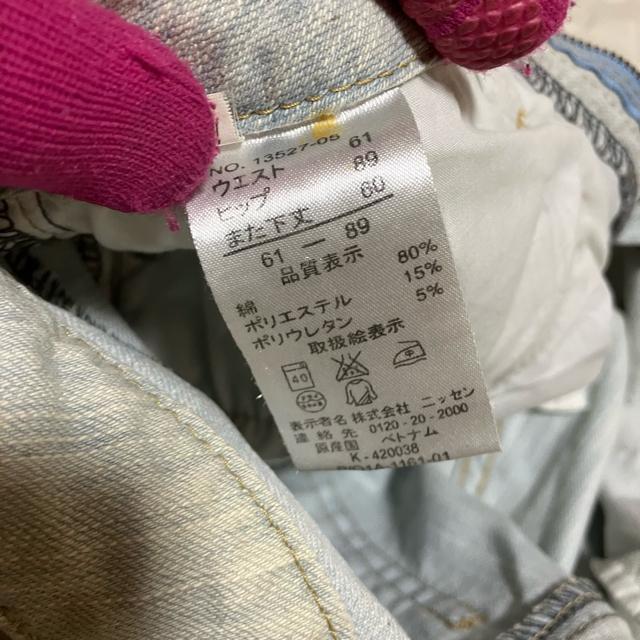 NO. 13527-05
ウエスト 61
ヒップ 89
また下丈 60
61 — 89
品質表示
綿 80%
ポリエステル 15%
ポリウレタン 5%
取扱絵表示
40
表示者名 株式会社 ニッセン
連絡先 0120-20-2000
原産国 ベトナム
K-420038
1161-01